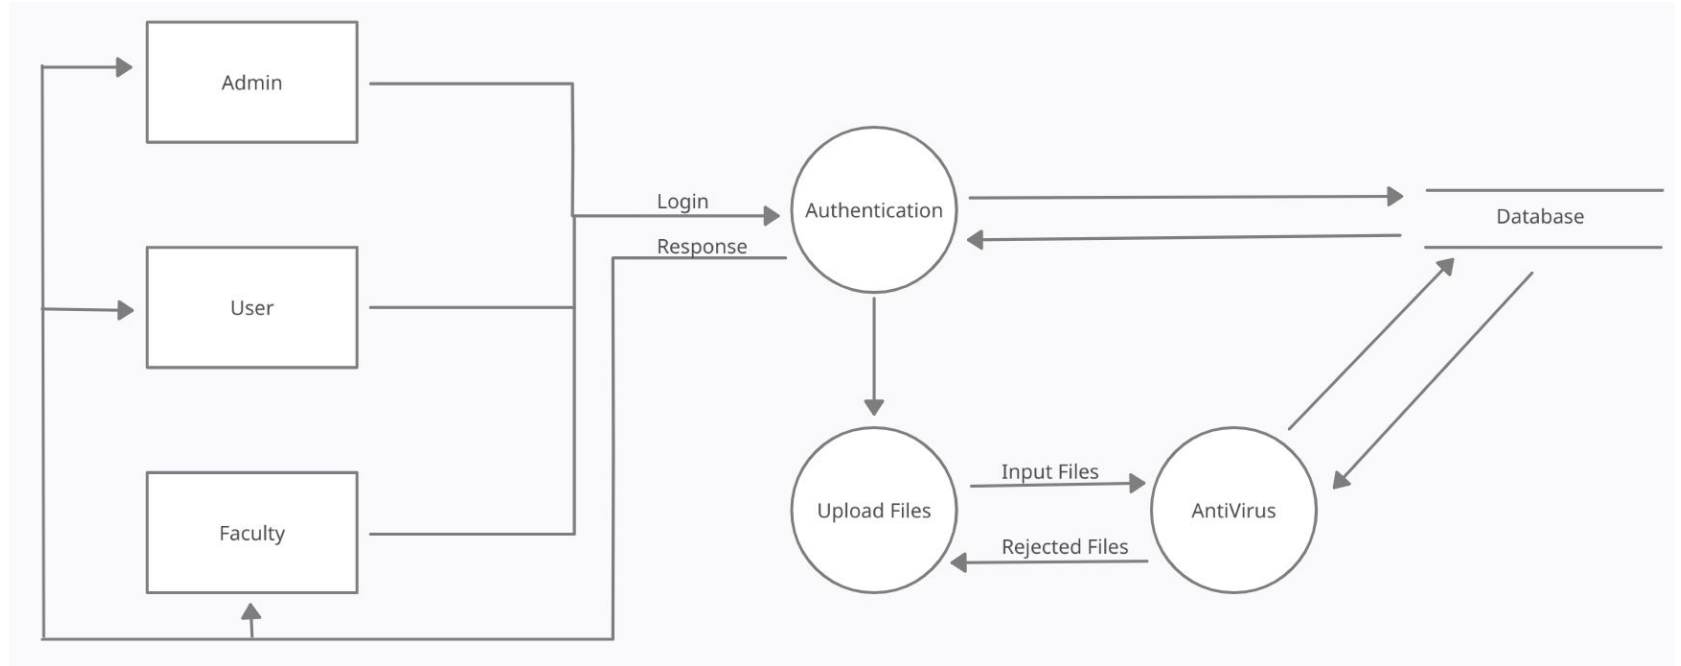 Admin
Login
Authentication
Database
Response
User
Input Files
Upload Files
AntiVirus
Faculty
Rejected Files